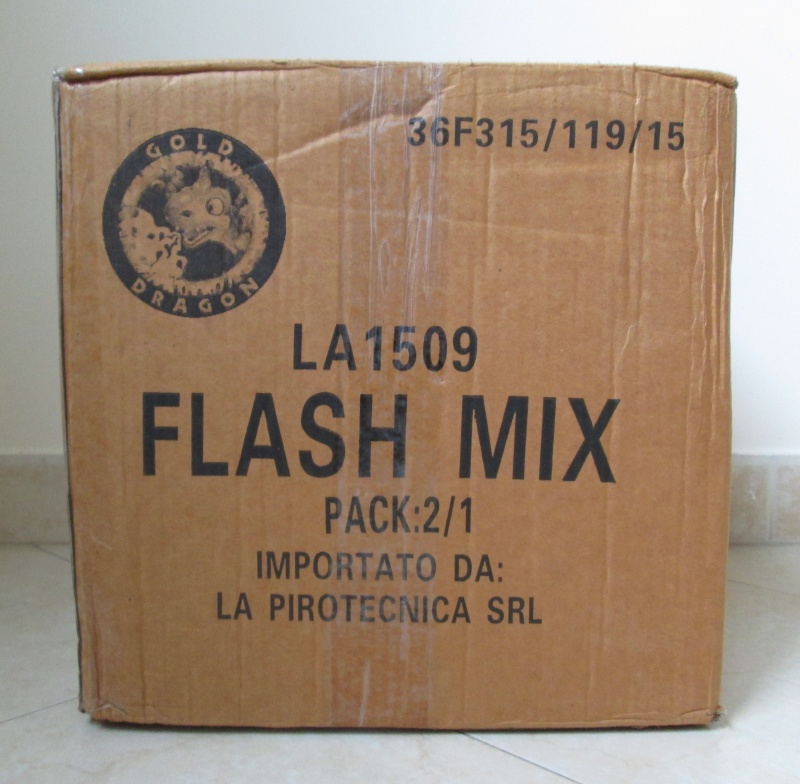 GOLD
DRAGON
36F315/119/15
LA1509
FLASH MIX
PACK:2/1
IMPORTATO DA:
LA PIROTECNICA SRL